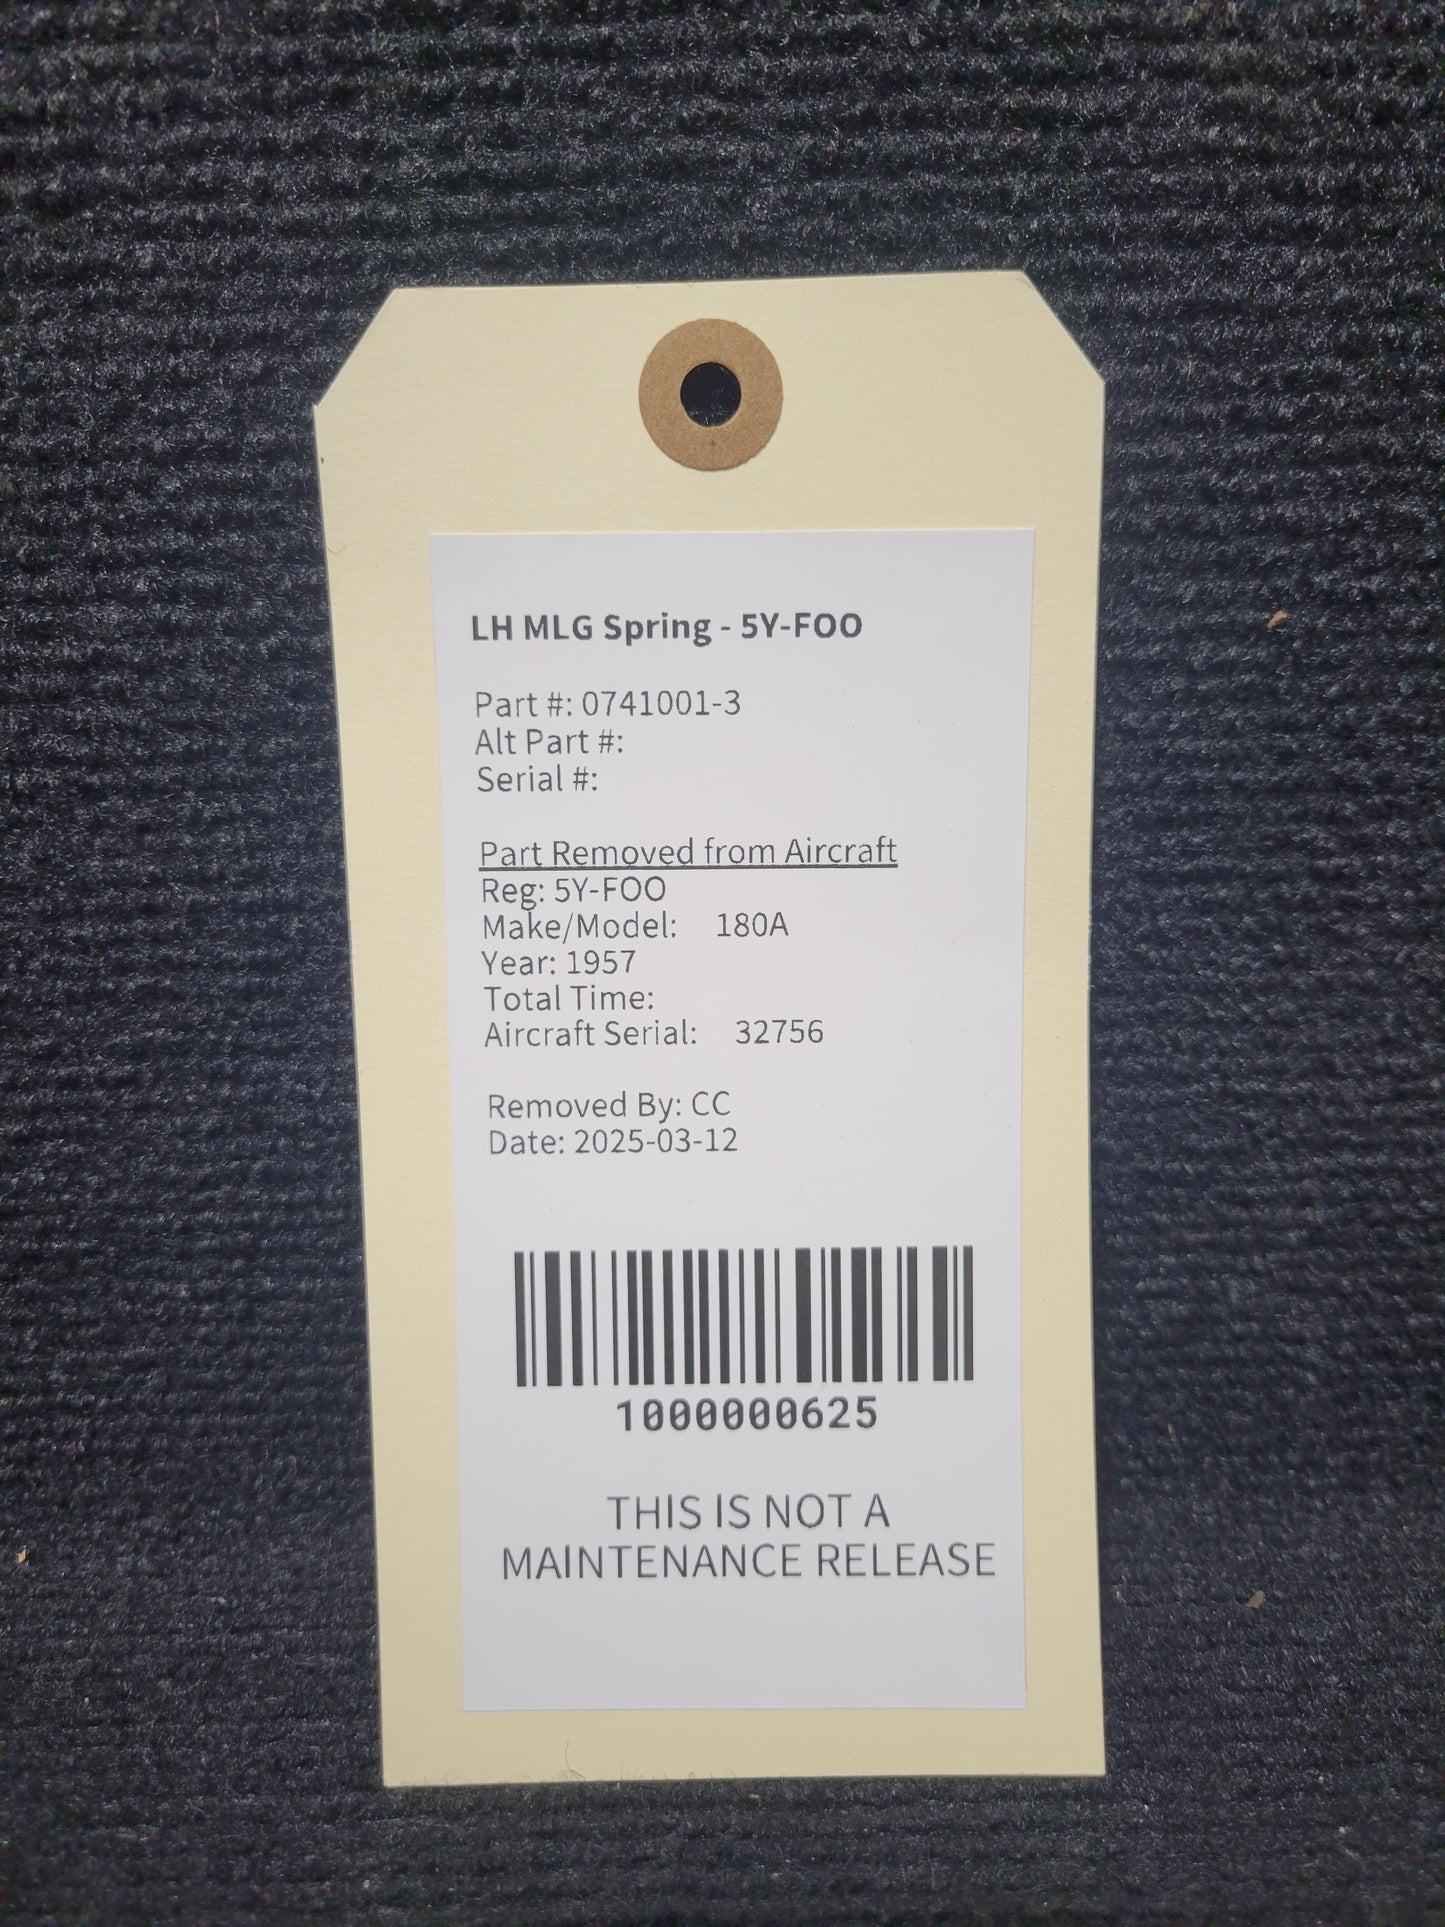 LH MLG Spring - 5Y-FOO
Part #: 0741001-3
Alt Part #:
Serial #:
Part Removed from Aircraft
Reg: 5Y-FOO
Make/Model: 180A
Year: 1957
Total Time:
Aircraft Serial: 32756
Removed By: CC
Date: 2025-03-12
1000000625
THIS IS NOT A
MAINTENANCE RELEASE